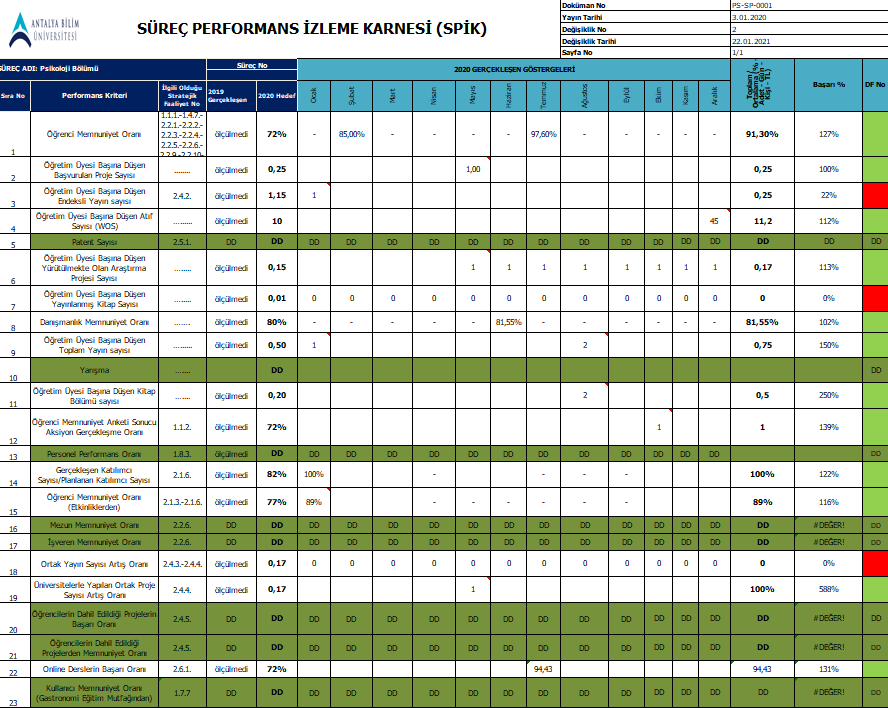 ANTALYA BİLİM
ÜNİVERSİTESİ
SÜREÇ PERFORMANS İZLEME KARNESİ (SPİK)
Doküman No PS-SP-0001
Yayın Tarihi 3.01.2020
Değişiklik No 2
Değişiklik Tarihi 22.01.2021
Sayfa No 1/1
SÜREÇ ADI: Psikoloji Bölümü Süreç No 2020 GERÇEKLEŞEN GÖSTERGELERİ
Sıra No Performans Kriteri İlgili Olduğu Stratejik Faaliyet No 2019 Gerçekleşen 2020 Hedef Ocak Şubat Mart Nisan Mayıs Haziran Temmuz Ağustos Eylül Ekim Kasım Aralık Toplam/ Ortalama (% - Adet - Gün - Kişi - TL) Başarı % DF No
1 Öğrenci Memnuniyet Oranı 1.1.1.-1.4.7.-2.2.1.-2.2.2.-2.2.3.-2.2.4.-2.2.5.-2.2.6.-2.2.9.-2.2.10- ölçülmedi 72% - 85,00% - - - - 97,60% - - - - - 91,30% 127%
2 Öğretim Üyesi Başına Düşen Başvurulan Proje Sayısı ........ ölçülmedi 0,25 1,00 0,25 100%
3 Öğretim Üyesi Başına Düşen Endeksli Yayın sayısı 2.4.2. ölçülmedi 1,15 1 0,25 22%
4 Öğretim Üyesi Başına Düşen Atıf Sayısı (WOS) ......... ölçülmedi 10 45 11,2 112%
5 Patent Sayısı 2.5.1. DD DD DD DD DD DD DD DD DD DD DD DD DD DD DD DD DD
6 Öğretim Üyesi Başına Düşen Yürütülmekte Olan Araştırma Projesi Sayısı ........ ölçülmedi 0,15 1 1 1 1 1 1 1 1 0,17 113%
7 Öğretim Üyesi Başına Düşen Yayınlanmış Kitap Sayısı ........ ölçülmedi 0,01 0 0 0 0 0 0 0 0 0 0 0 0 0 0%
8 Danışmanlık Memnuniyet Oranı ....... ölçülmedi 80% - - - - - 81,55% - - - - - - 81,55% 102%
9 Öğretim Üyesi Başına Düşen Toplam Yayın sayısı ......... ölçülmedi 0,50 1 2 0,75 150%
10 Yarışma ....... DD DD
11 Öğretim Üyesi Başına Düşen Kitap Bölümü sayısı ....... ölçülmedi 0,20 2 0,5 250%
12 Öğrenci Memnuniyet Anketi Sonucu Aksiyon Gerçekleşme Oranı 1.1.2. ölçülmedi 72% 1 1 139%
13 Personel Performans Oranı 1.8.3. ölçülmedi DD DD DD DD DD DD DD DD DD DD DD DD DD DD DD
14 Gerçekleşen Katılımcı Sayısı/Planlanan Katılımcı Sayısı 2.1.6. ölçülmedi 82% 100% - - - - - - 100% 122%
15 Öğrenci Memnuniyet Oranı (Etkinliklerden) 2.1.3.-2.1.6. ölçülmedi 77% 89% - - - - - - 89% 116%
16 Mezun Memnuniyet Oranı 2.2.6. DD DD DD DD DD DD DD DD DD DD DD DD DD DD DD #DEĞER! DD
17 İşveren Memnuniyet Oranı 2.2.6. DD DD DD DD DD DD DD DD DD DD DD DD DD DD DD #DEĞER! DD
18 Ortak Yayın Sayısı Artış Oranı 2.4.3.-2.4.4. ölçülmedi 0,17 0 0 0 0 0 0 0 0 0 0 0 0 0 0%
19 Üniversitelerle Yapılan Ortak Proje Sayısı Artış Oranı 2.4.4. ölçülmedi 0,17 1 100% 588%
20 Öğrencilerin Dahil Edildiği Projelerin Başarı Oranı 2.4.5. DD DD DD DD DD DD DD DD DD DD DD DD DD DD DD #DEĞER! DD
21 Öğrencilerin Dahil Edildiği Projelerden Memnuniyet Oranı 2.4.5. DD DD DD DD DD DD DD DD DD DD DD DD DD DD DD #DEĞER! DD
22 Online Derslerin Başarı Oranı 2.6.1. ölçülmedi 72% 94,43 94,43 131%
23 Kullanıcı Memnuniyet Oranı (Gastronomi Eğitim Mutfağından) 1.7.7 DD DD DD DD DD DD DD DD DD DD DD DD DD DD DD #DEĞER! DD